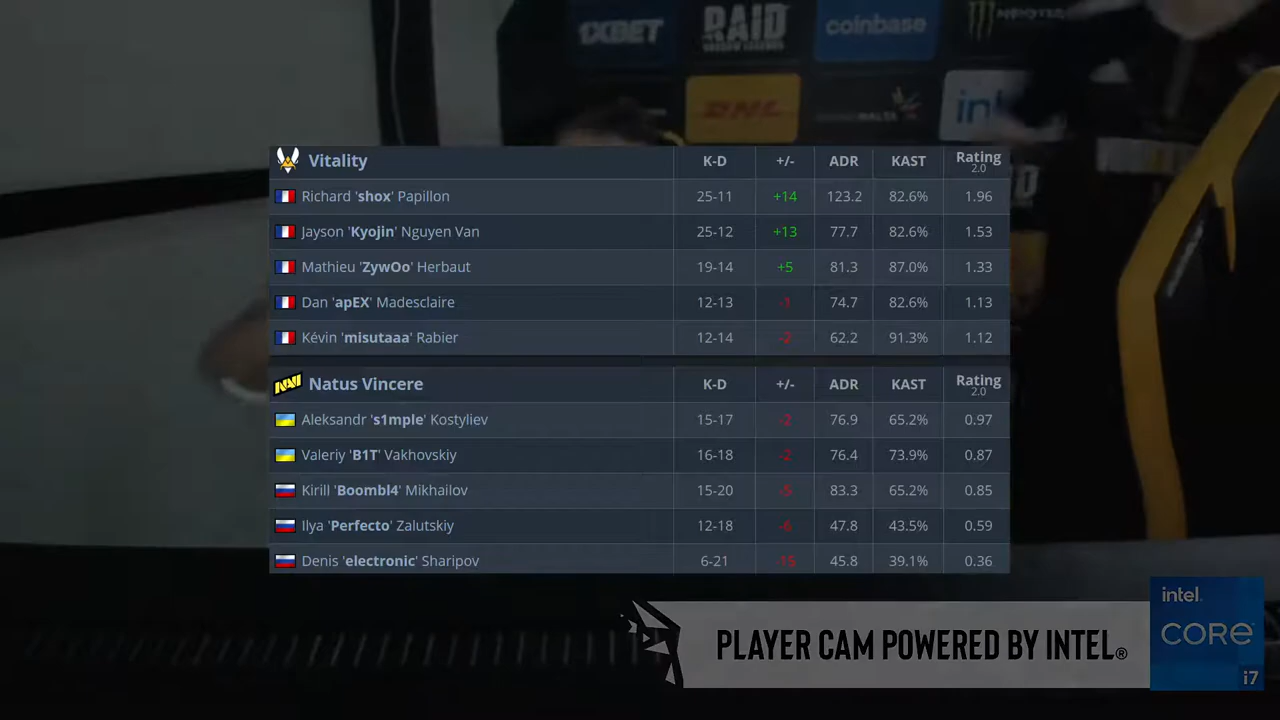 1XBET
RAID
coinbase
MONSTER
DHL
MALTA
intel
Vitality K-D +/- ADR KAST Rating 2.0
Richard 'shox' Papillon 25-11 +14 123.2 82.6% 1.96
Jayson 'Kyojin' Nguyen Van 25-12 +13 77.7 82.6% 1.53
Mathieu 'ZywOo' Herbaut 19-14 +5 81.3 87.0% 1.33
Dan 'apEX' Madesclaire 12-13 -1 74.7 82.6% 1.13
Kévin 'misutaaa' Rabier 12-14 -2 62.2 91.3% 1.12
Natus Vincere K-D +/- ADR KAST Rating 2.0
Aleksandr 's1mple' Kostyliev 15-17 -2 76.9 65.2% 0.97
Valeriy 'B1T' Vakhovskiy 16-18 -2 76.4 73.9% 0.87
Kirill 'Boombl4' Mikhailov 15-20 -5 83.3 65.2% 0.85
Ilya 'Perfecto' Zalutskiy 12-18 -6 47.8 43.5% 0.59
Denis 'electronic' Sharipov 6-21 -15 45.8 39.1% 0.36
PLAYER CAM POWERED BY INTEL®
intel.
CORE
i7